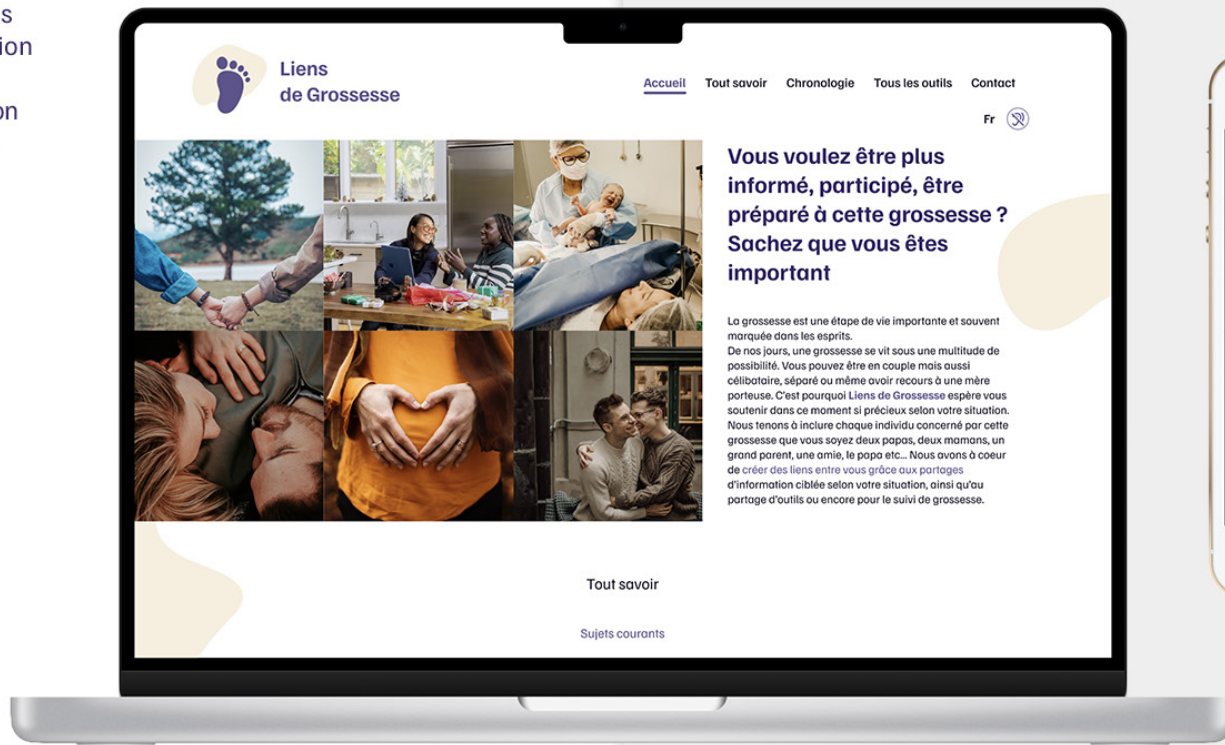 s
ion
on
Liens
de Grossesse
Accueil Tout savoir Chronologie Tous les outils Contact
Fr
Vous voulez être plus
informé, participé, être
préparé à cette grossesse ?
Sachez que vous êtes
important
La grossesse est une étape de vie importante et souvent
marquée dans les esprits.
De nos jours, une grossesse se vit sous une multitude de
possibilité. Vous pouvez être en couple mais aussi
célibataire, séparé ou même avoir recours à une mère
porteuse. C'est pourquoi Liens de Grossesse espère vous
soutenir dans ce moment si précieux selon votre situation.
Nous tenons à inclure chaque individu concerné par cette
grossesse que vous soyez deux papas, deux mamans, un
grand parent, une amie, le papa etc... Nous avons à coeur
de créer des liens entre vous grâce aux partages
d'information ciblée selon votre situation, ainsi qu'au
partage d'outils ou encore pour le suivi de grossesse.
Tout savoir
Sujets courants